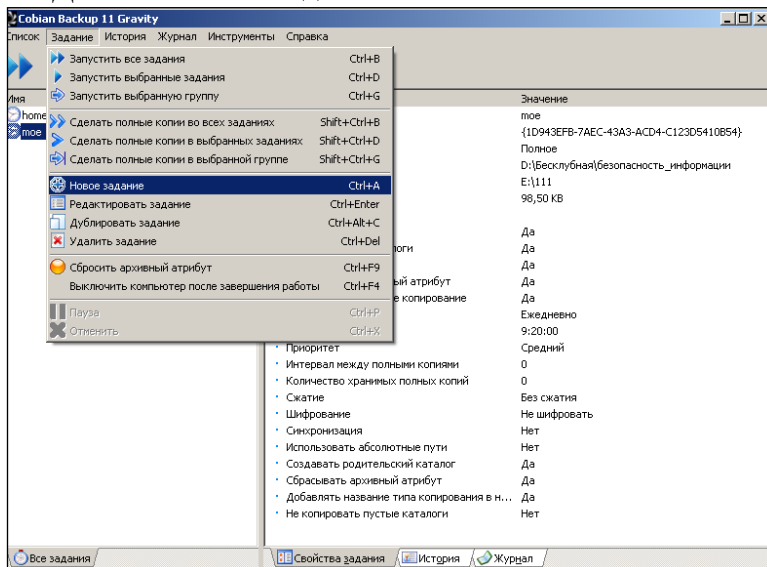 Cobian Backup 11 Gravity
Список Задание История Журнал Инструменты Справка
Запустить все задания Ctrl+B
Запустить выбранные задания Ctrl+D
Запустить выбранную группу Ctrl+G
Сделать полные копии во всех заданиях Shift+Ctrl+B
Сделать полные копии в выбранных заданиях Shift+Ctrl+D
Сделать полные копии в выбранной группе Shift+Ctrl+G
Новое задание Ctrl+A
Редактировать задание Ctrl+Enter
Дублировать задание Ctrl+Alt+C
Удалить задание Ctrl+Del
Сбросить архивный атрибут Ctrl+F9
Выключить компьютер после завершения работы Ctrl+F4
Пауза Ctrl+P
Отменить Ctrl+X
Имя
home
moe
Значение
moe
{1D943EFB-7AEC-43A3-ACD4-C123D5410B54}
Полное
D:\Бесклубная\безопасность_информации
E:\111
98,50 KB
Да
логи Да
Да
ый атрибут Да
е копирование Да
Ежедневно
9:20:00
Приоритет Средний
Интервал между полными копиями 0
Количество хранимых полных копий 0
Сжатие Без сжатия
Шифрование Не шифровать
Синхронизация Нет
Использовать абсолютные пути Нет
Создавать родительский каталог Да
Сбрасывать архивный атрибут Да
Добавлять название типа копирования в н... Да
Не копировать пустые каталоги Нет
Все задания
Свойства задания История Журнал